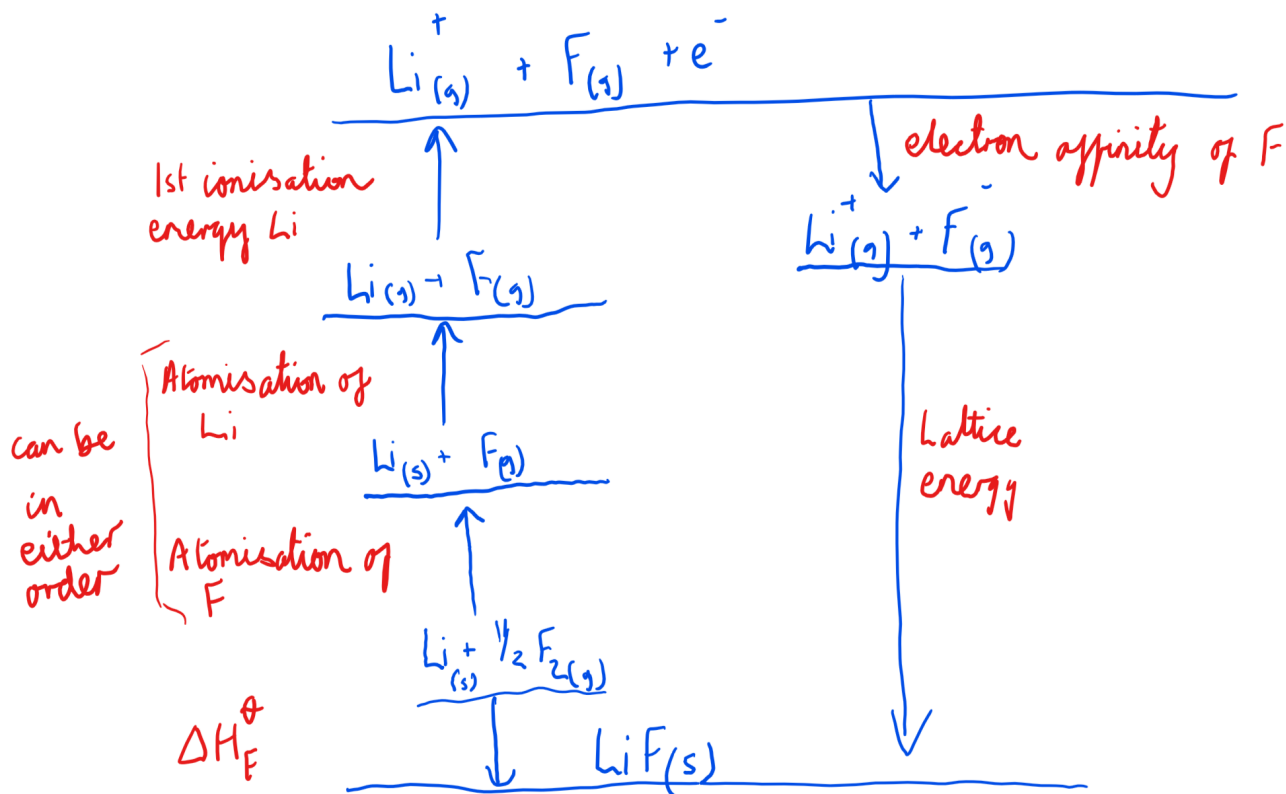 Li⁺(g) + F(g) + e⁻
electron affinity of F
1st ionisation
energy Li
Li⁺(g) + F⁻(g)
Li(g) + F(g)
Atomisation of
Li
can be
in
either
order
Li(s) + F(g)
Lattice
energy
Atomisation of
F
Li(s) + 1/2 F₂(g)
ΔH_F^θ
LiF(s)